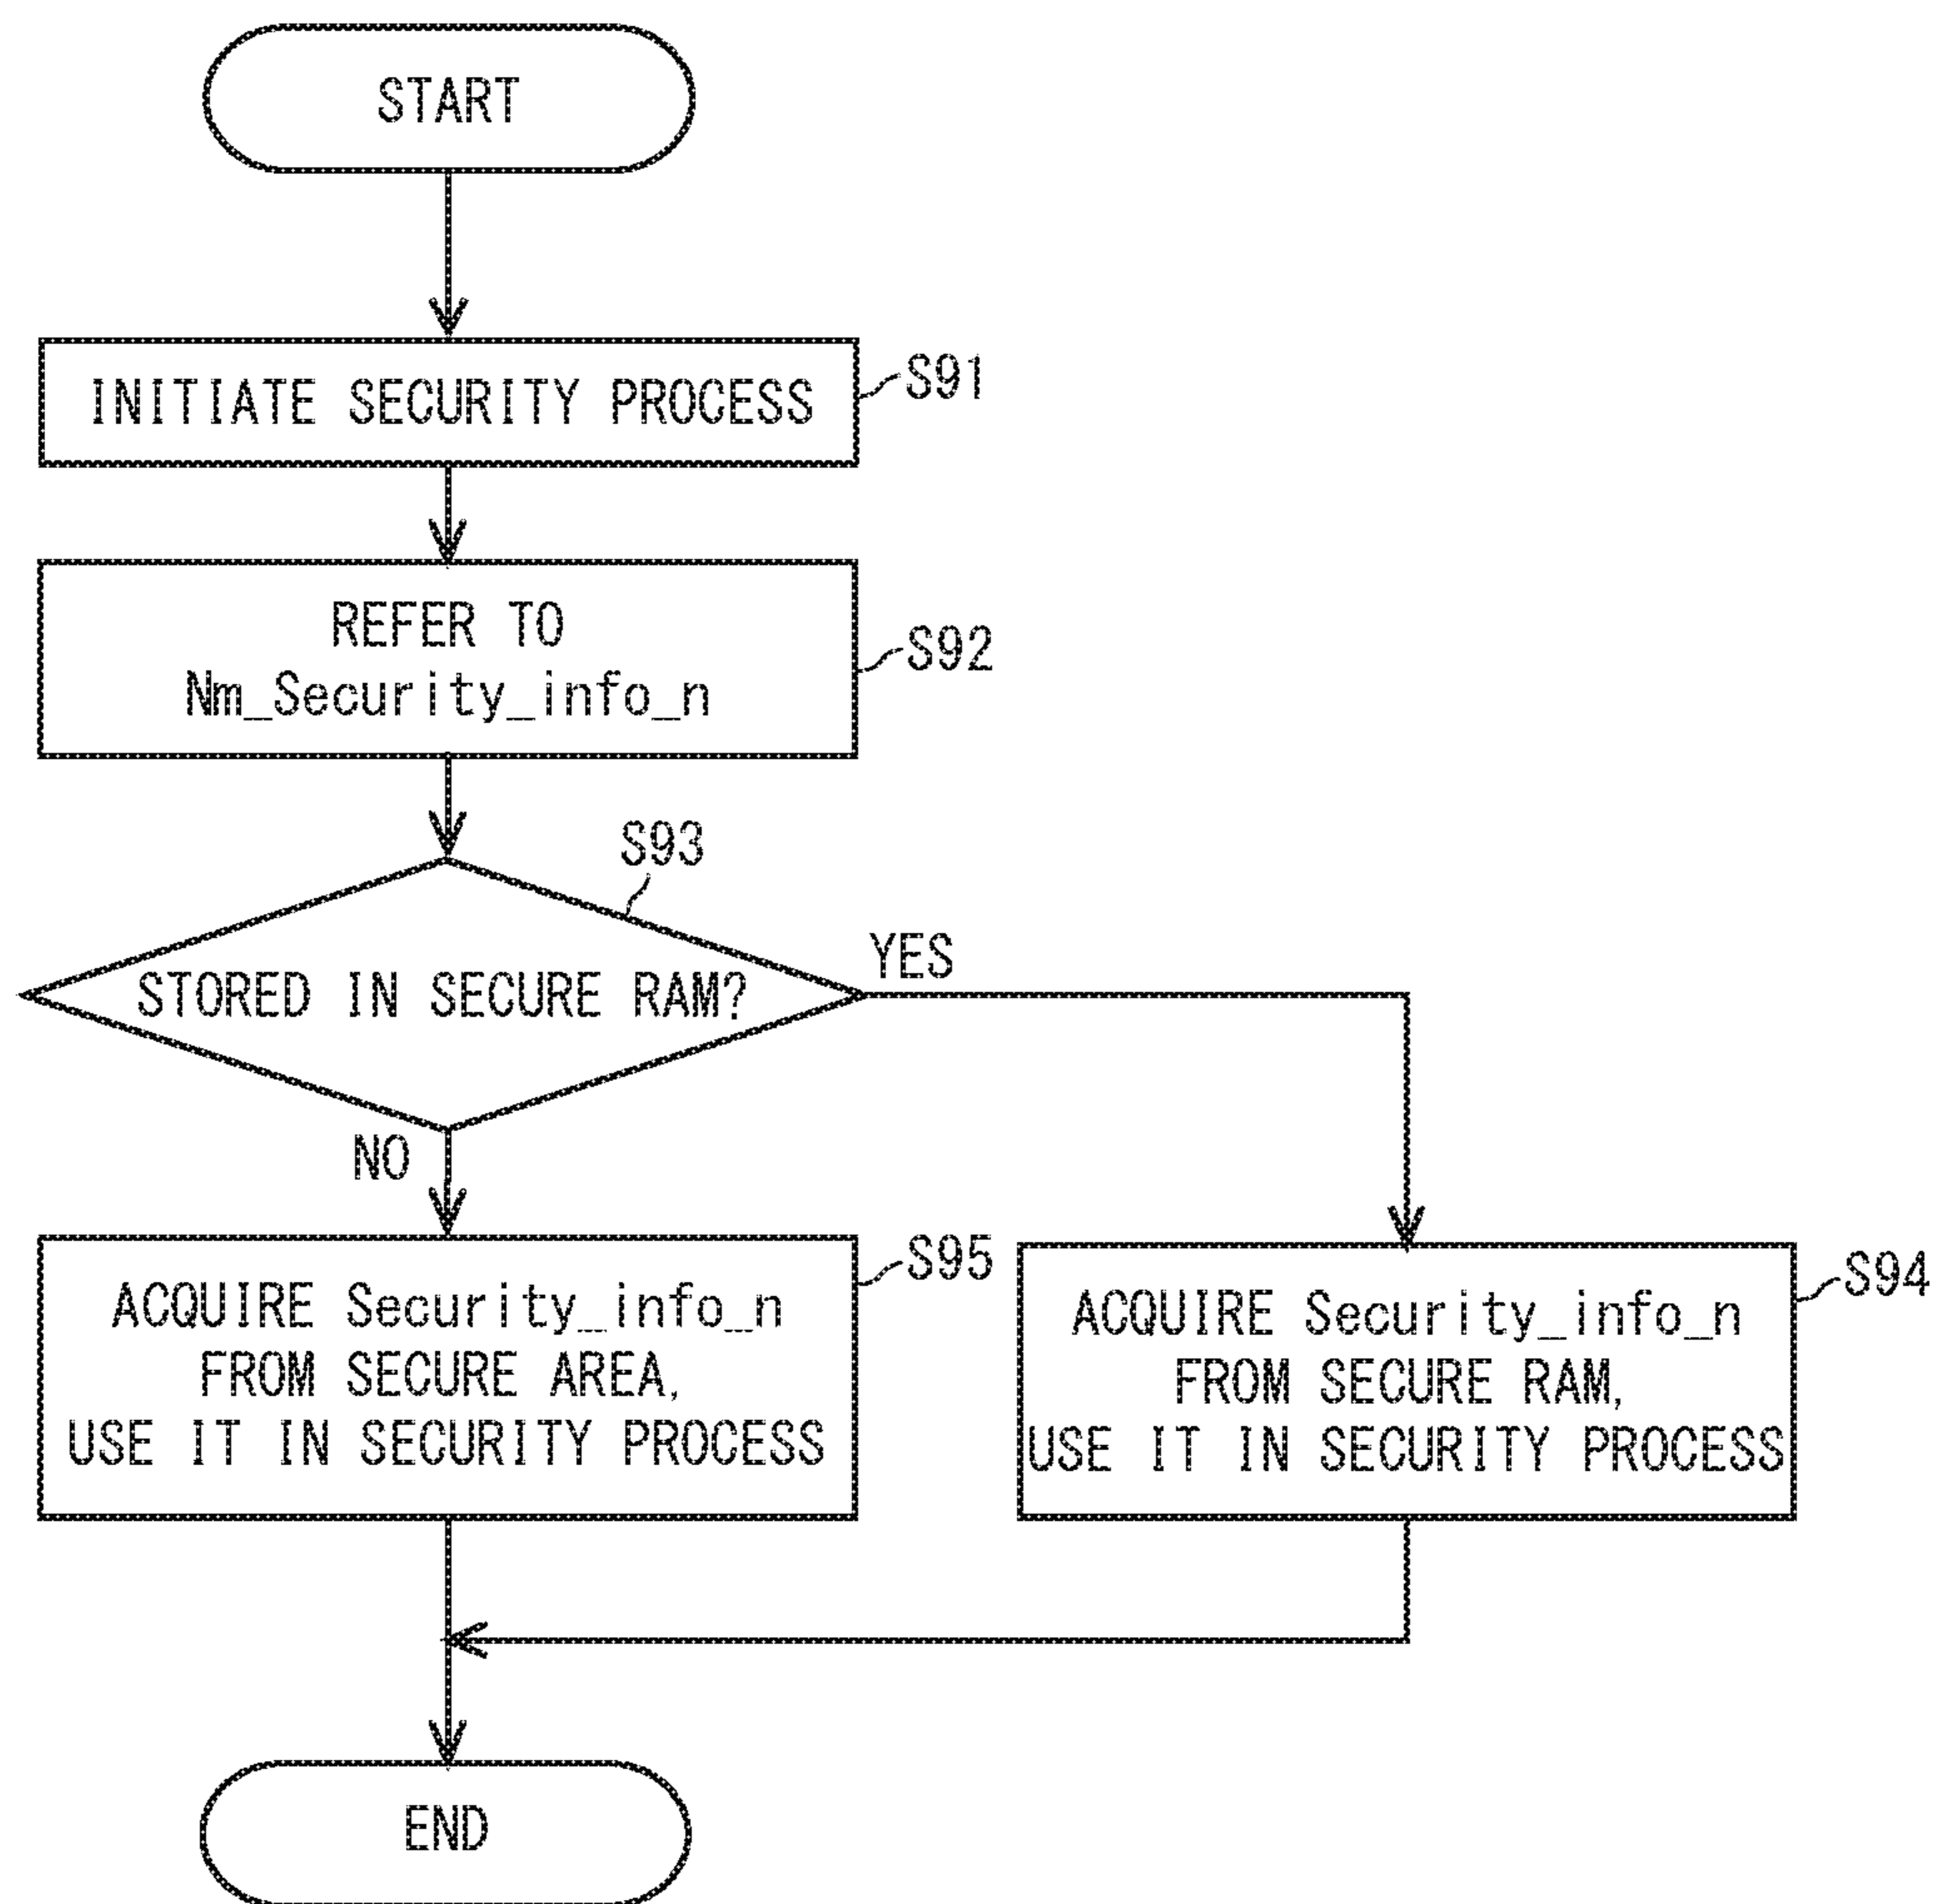 START
INITIATE SECURITY PROCESS
S91
REFER TO
Nm_Security_info_n
S92
S93
STORED IN SECURE RAM?
YES
NO
ACQUIRE Security_info_n
FROM SECURE AREA,
USE IT IN SECURITY PROCESS
S95
ACQUIRE Security_info_n
FROM SECURE RAM,
USE IT IN SECURITY PROCESS
S94
END